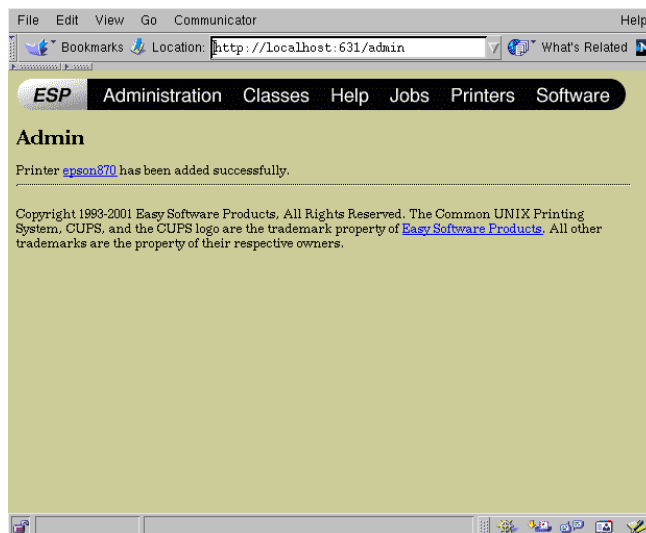 File Edit View Go Communicator Help
Bookmarks Location: http://localhost:631/admin What's Related N
ESP Administration Classes Help Jobs Printers Software
Admin
Printer epson870 has been added successfully.
Copyright 1993-2001 Easy Software Products, All Rights Reserved. The Common UNIX Printing
System, CUPS, and the CUPS logo are the trademark property of Easy Software Products. All other
trademarks are the property of their respective owners.